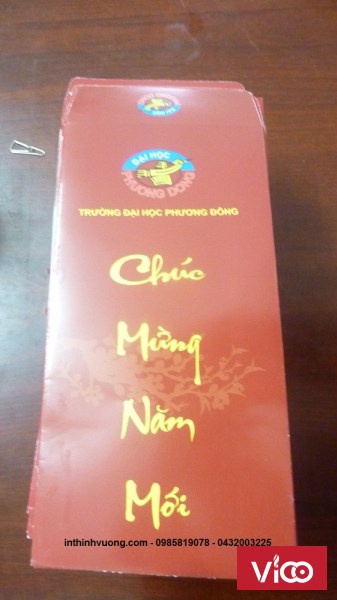 ĐẠI HỌC
PHƯƠNG ĐÔNG
TRƯỜNG ĐẠI HỌC PHƯƠNG ĐÔNG
Chúc
Mừng
Năm
Mới
inthinhvuong.com - 0985819078 - 0432003225
VICO